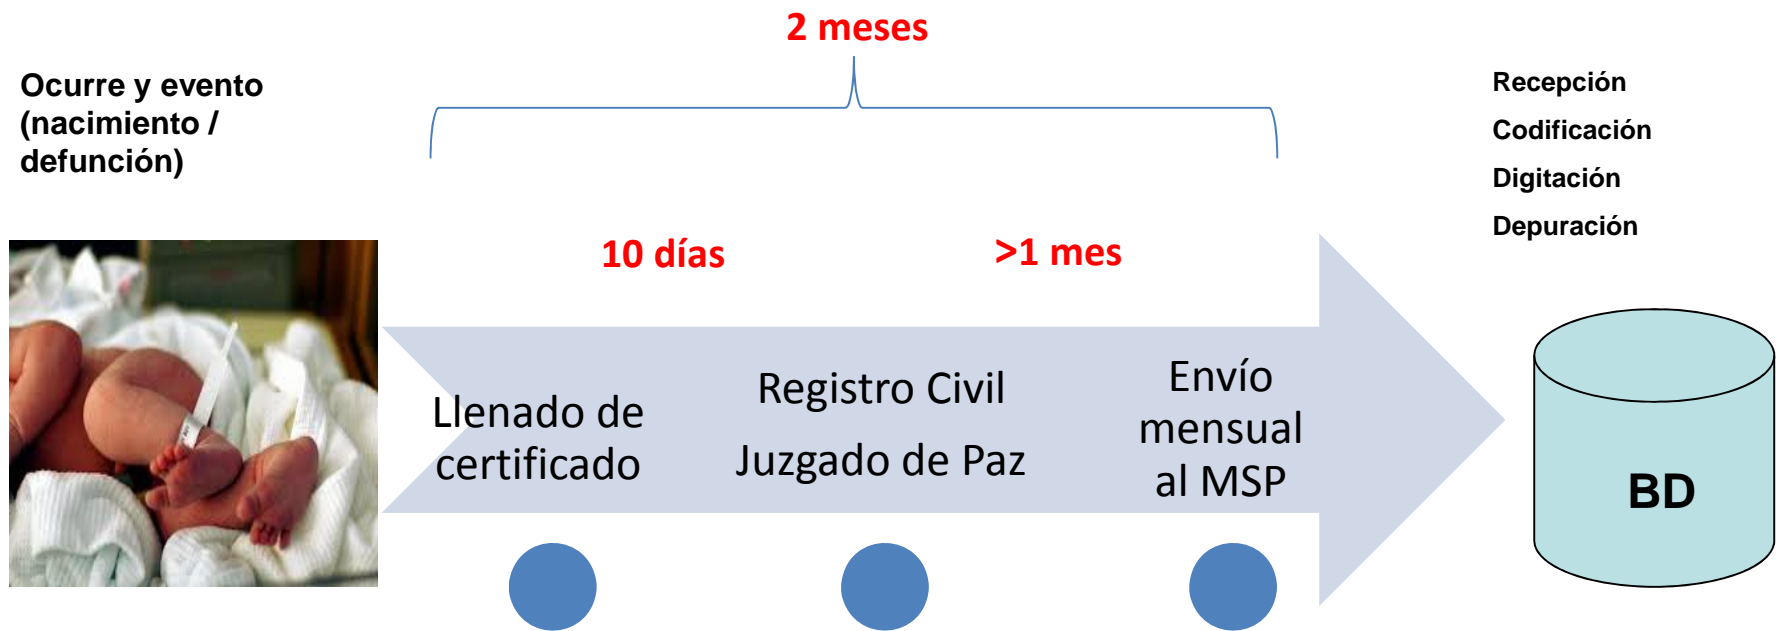 2 meses
Ocurre y evento
(nacimiento /
defunción)
Recepción
Codificación
Digitación
Depuración
10 días
>1 mes
Llenado de
certificado
Registro Civil
Juzgado de Paz
Envío
mensual
al MSP
BD